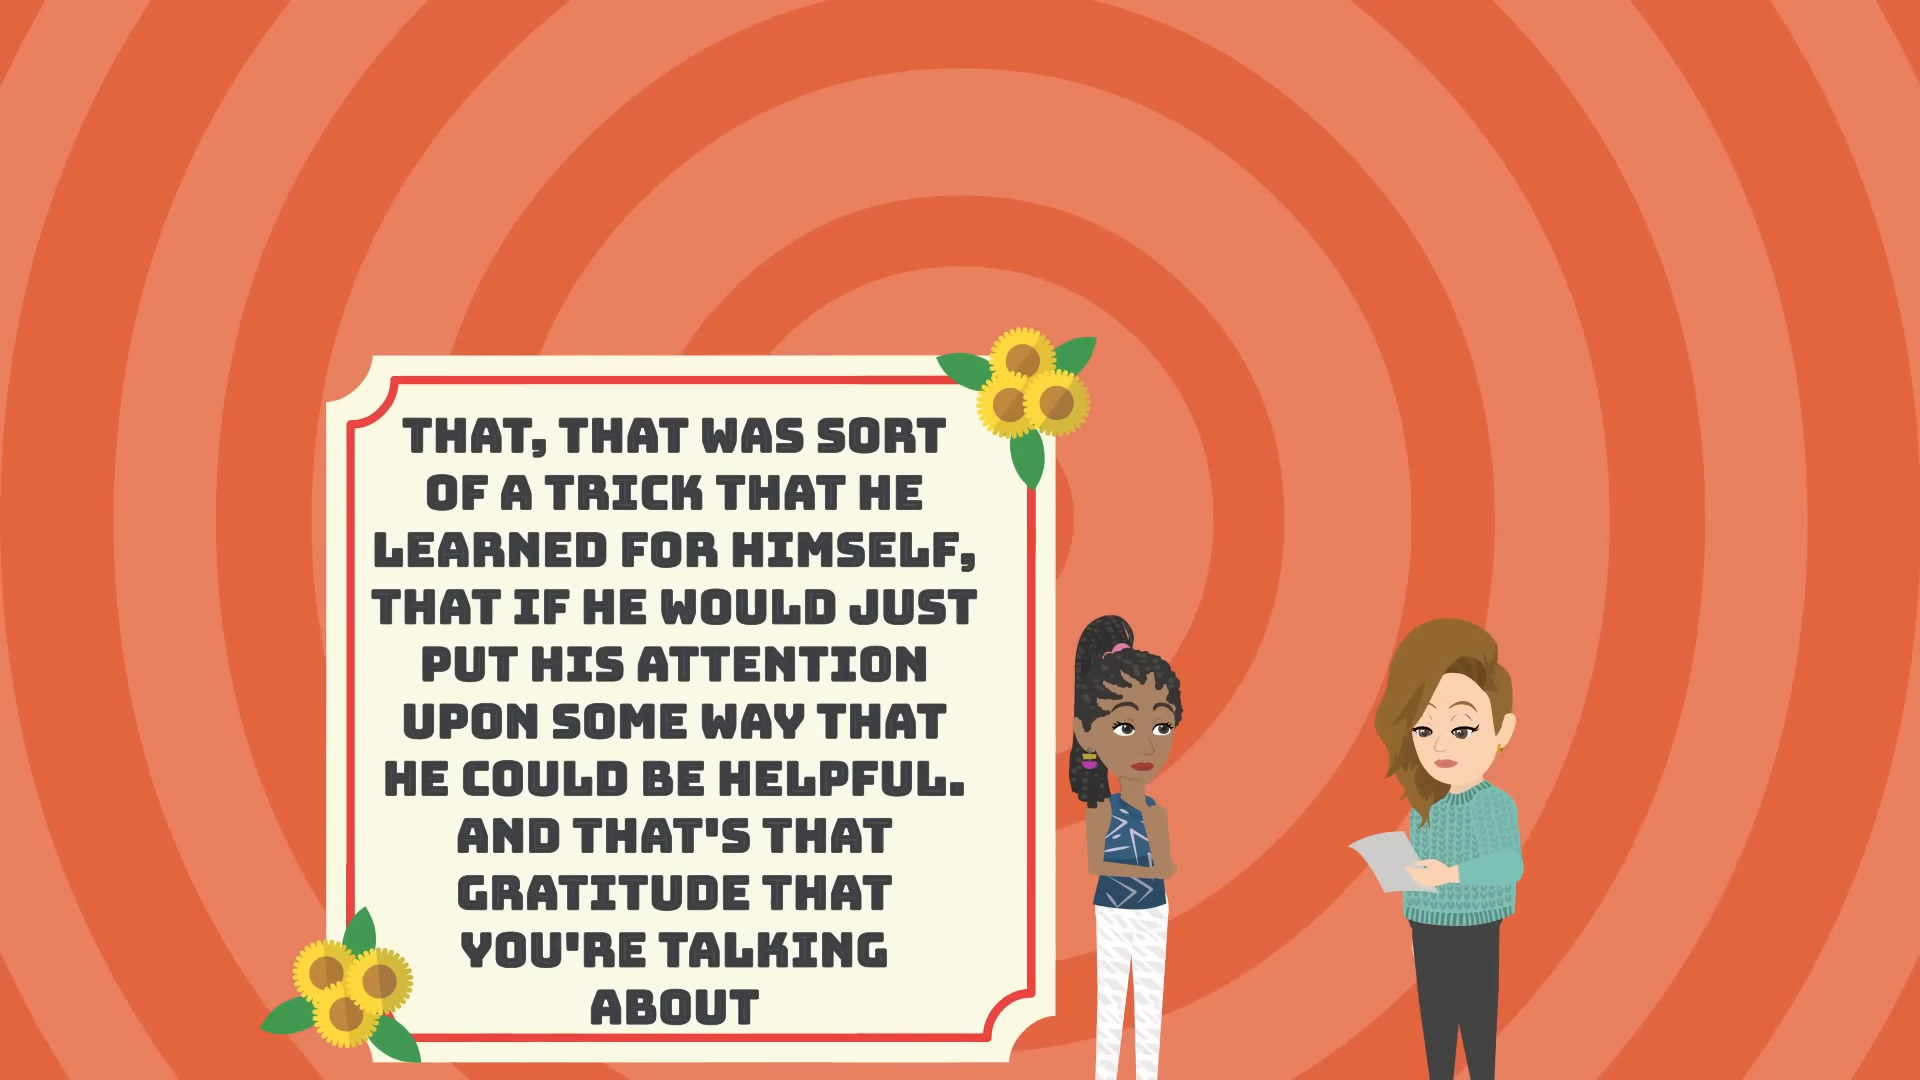 THAT, THAT WAS SORT
OF A TRICK THAT HE
LEARNED FOR HIMSELF,
THAT IF HE WOULD JUST
PUT HIS ATTENTION
UPON SOME WAY THAT
HE COULD BE HELPFUL.
AND THAT'S THAT
GRATITUDE THAT
YOU'RE TALKING
ABOUT